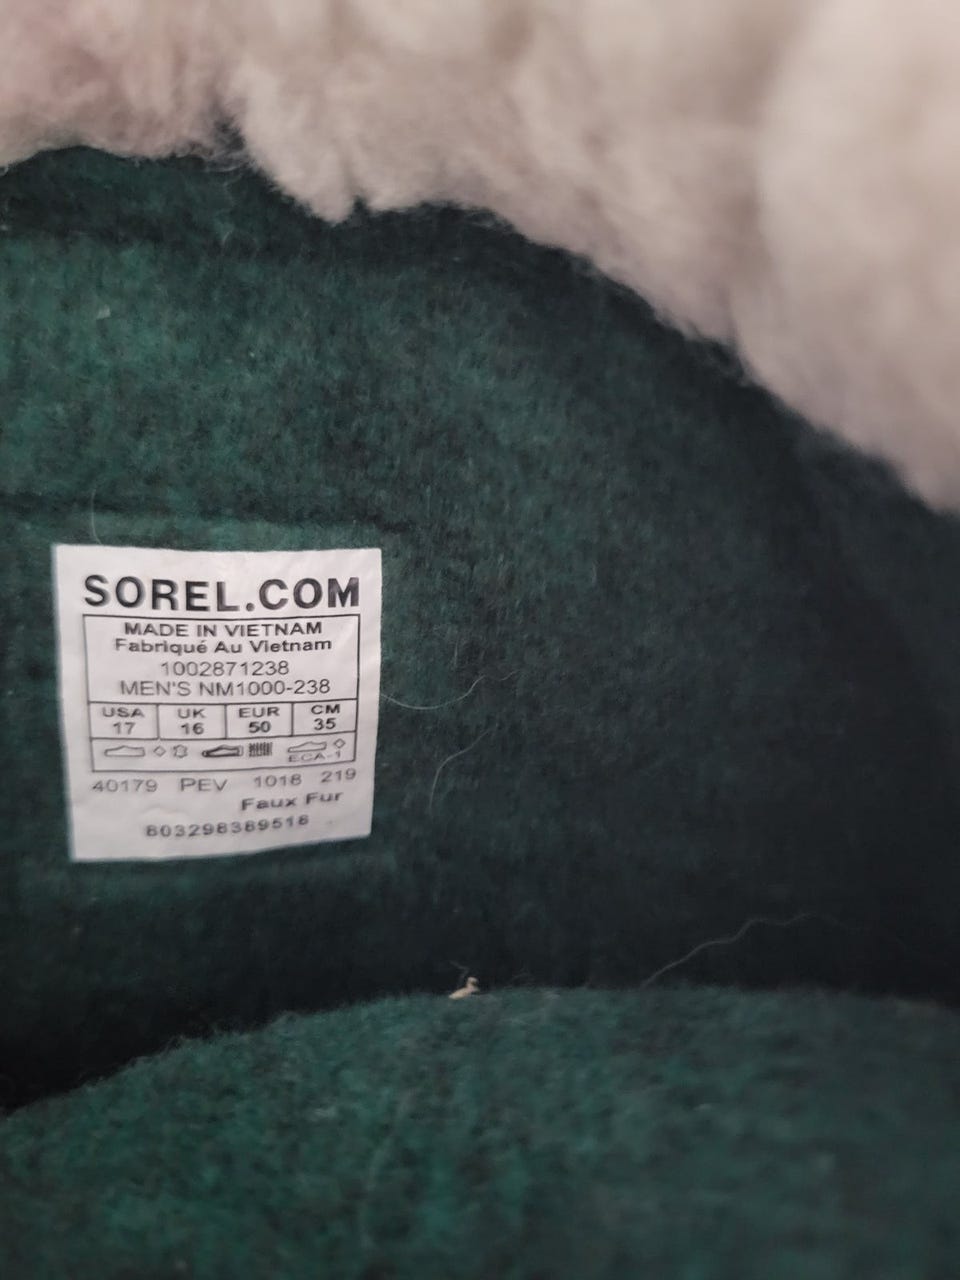 SOREL.COM
MADE IN VIETNAM
Fabriqué Au Vietnam
1002871238
MEN'S NM1000-238
USA UK EUR CM
17 16 50 35
ECA-1
40179 PEV 1018 219
Faux Fur
803298389518